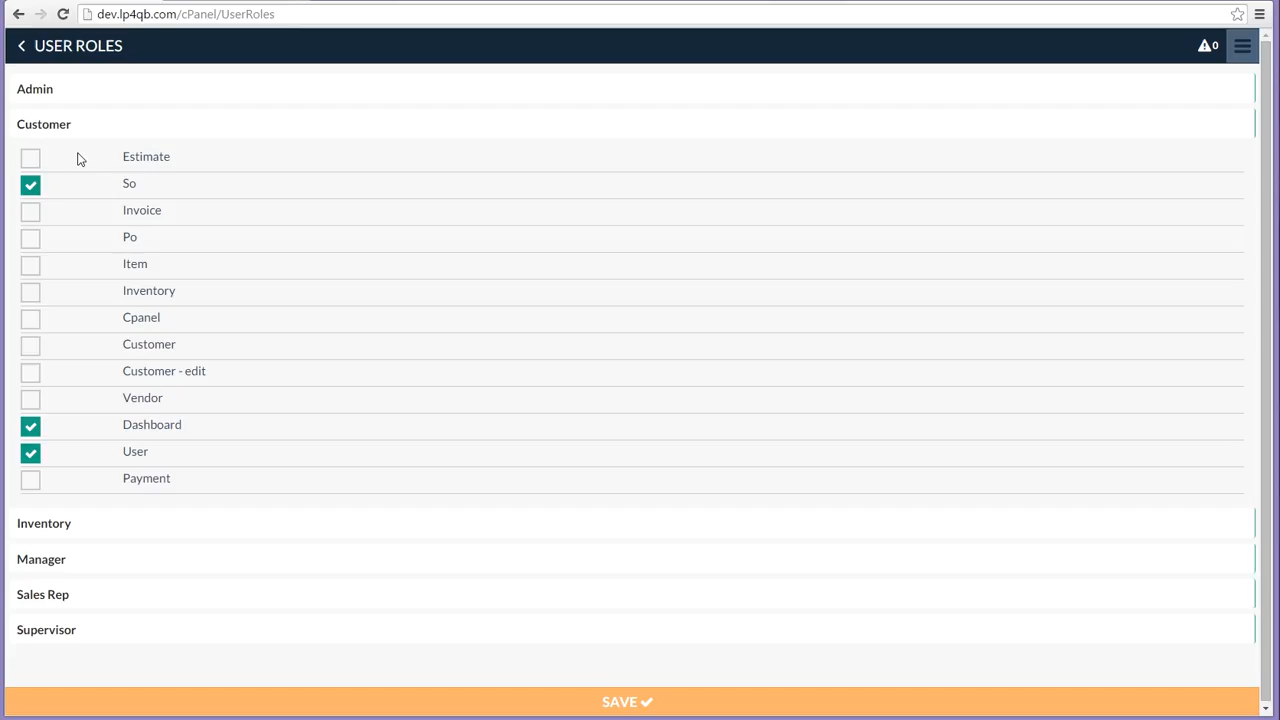 dev.lp4qb.com/cPanel/UserRoles
USER ROLES
0
Admin
Customer
Estimate
So
Invoice
Po
Item
Inventory
Cpanel
Customer
Customer - edit
Vendor
Dashboard
User
Payment
Inventory
Manager
Sales Rep
Supervisor
SAVE